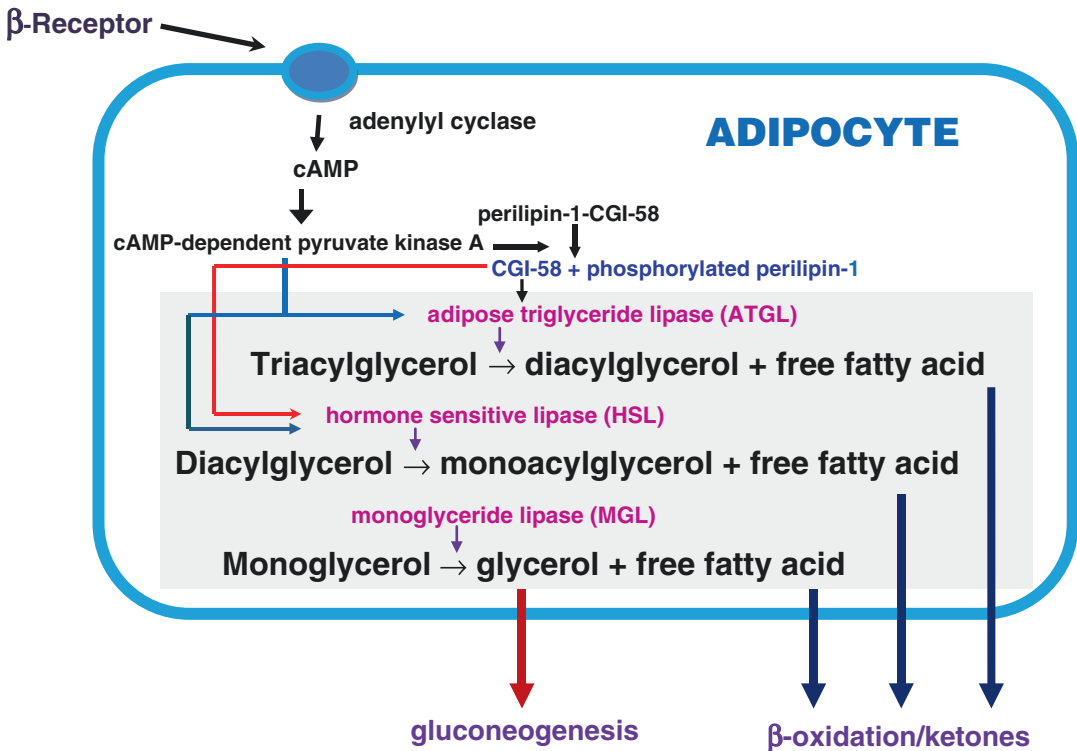 β-Receptor
adenylyl cyclase
ADIPOCYTE
cAMP
perilipin-1-CGI-58
cAMP-dependent pyruvate kinase A
CGI-58 + phosphorylated perilipin-1
adipose triglyceride lipase (ATGL)
Triacylglycerol → diacylglycerol + free fatty acid
hormone sensitive lipase (HSL)
Diacylglycerol → monoacylglycerol + free fatty acid
monoglyceride lipase (MGL)
Monoglycerol → glycerol + free fatty acid
gluconeogenesis
β-oxidation/ketones